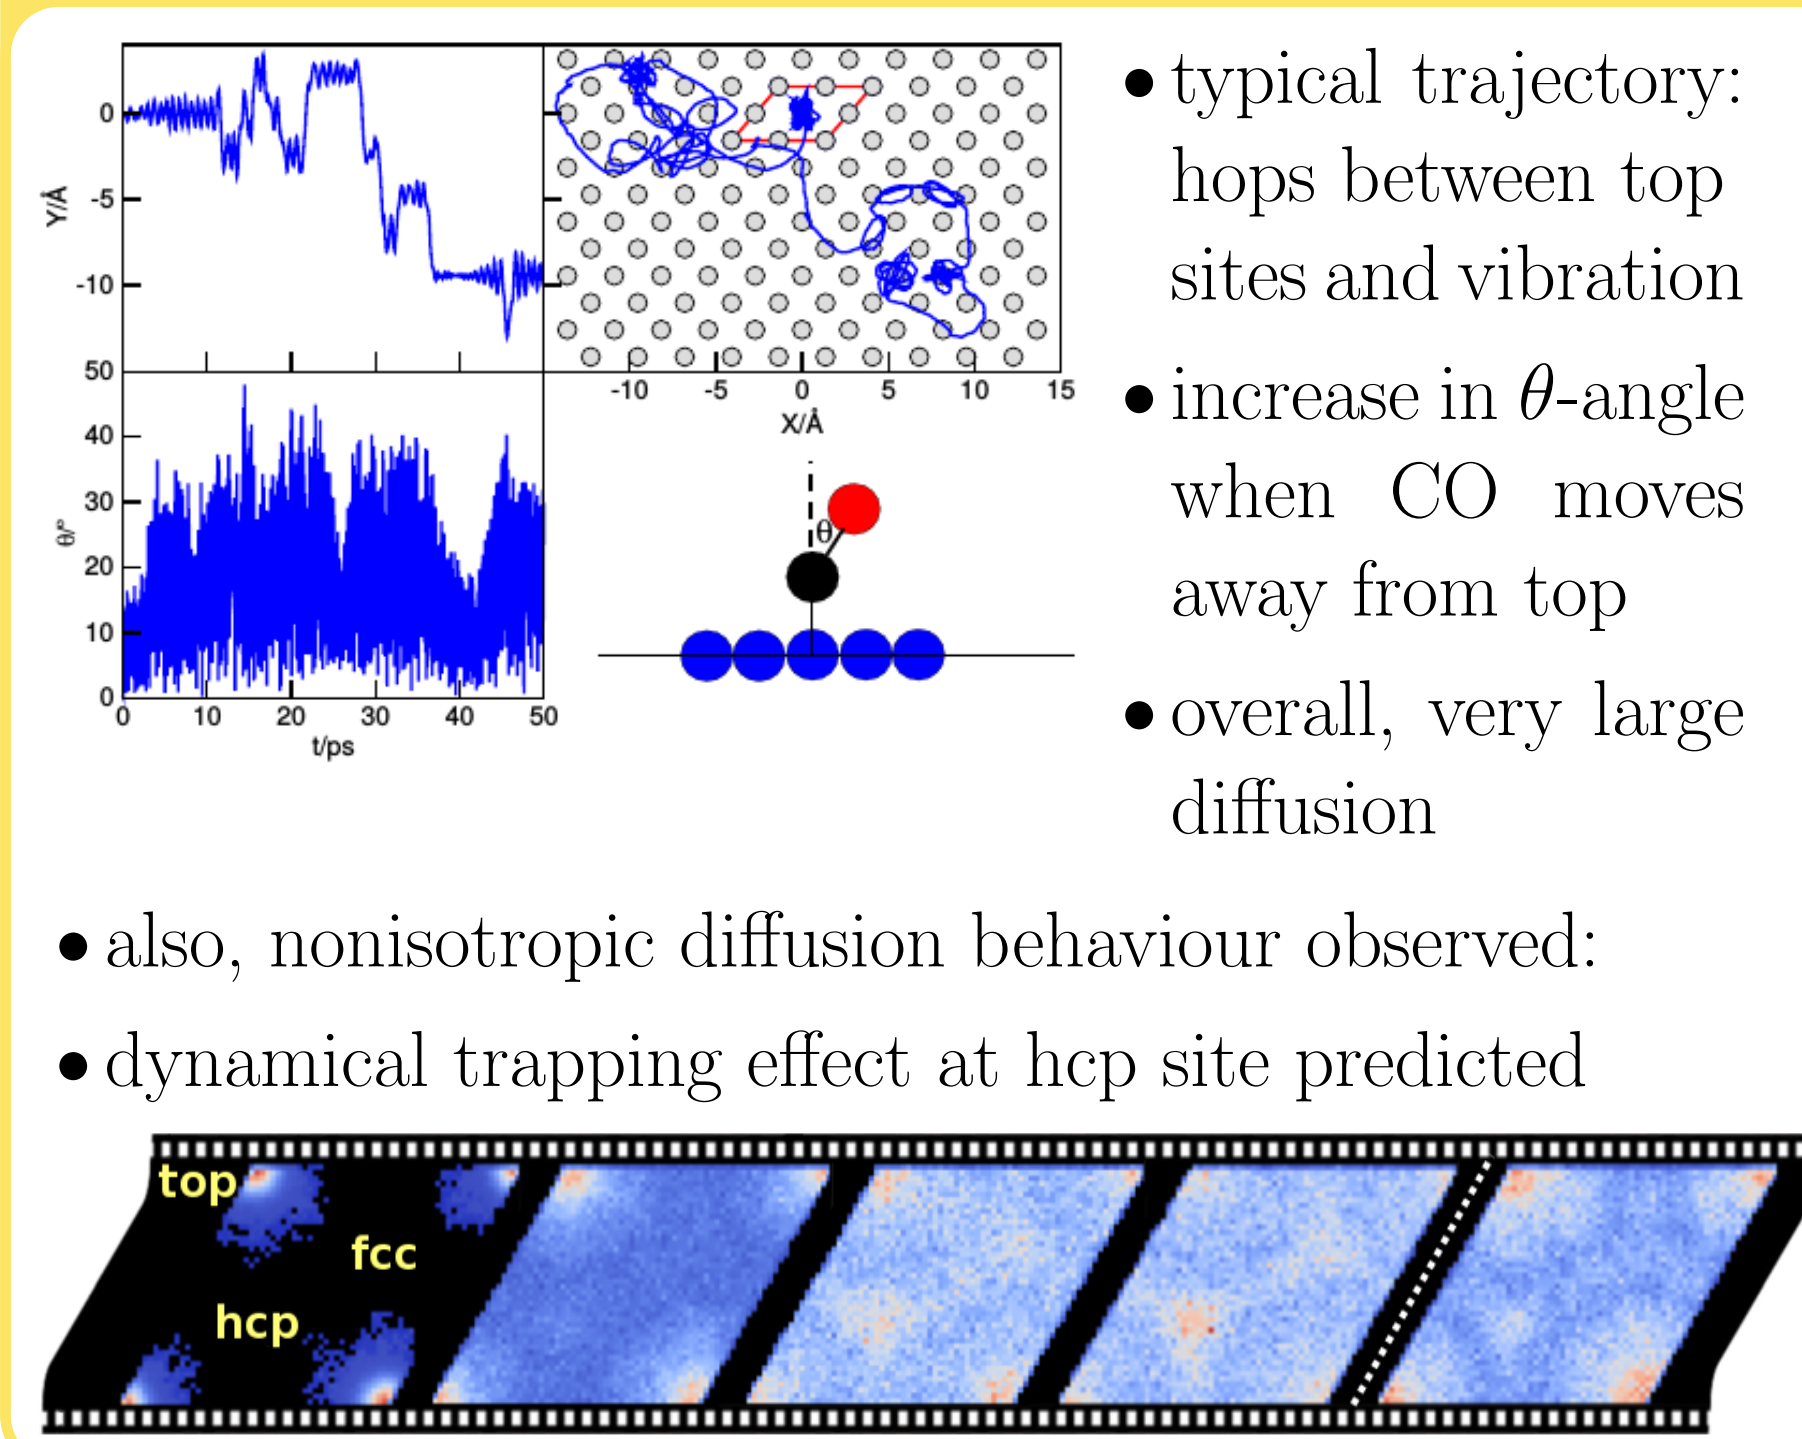 0
-5
-10
Y/Å
50
40
30
20
10
0
θ/°
0 10 20 30 40 50
t/ps
-10 -5 0 5 10 15
X/Å
θ
• typical trajectory:
hops between top
sites and vibration
• increase in θ-angle
when CO moves
away from top
• overall, very large
diffusion
• also, nonisotropic diffusion behaviour observed:
• dynamical trapping effect at hcp site predicted
top
fcc
hcp